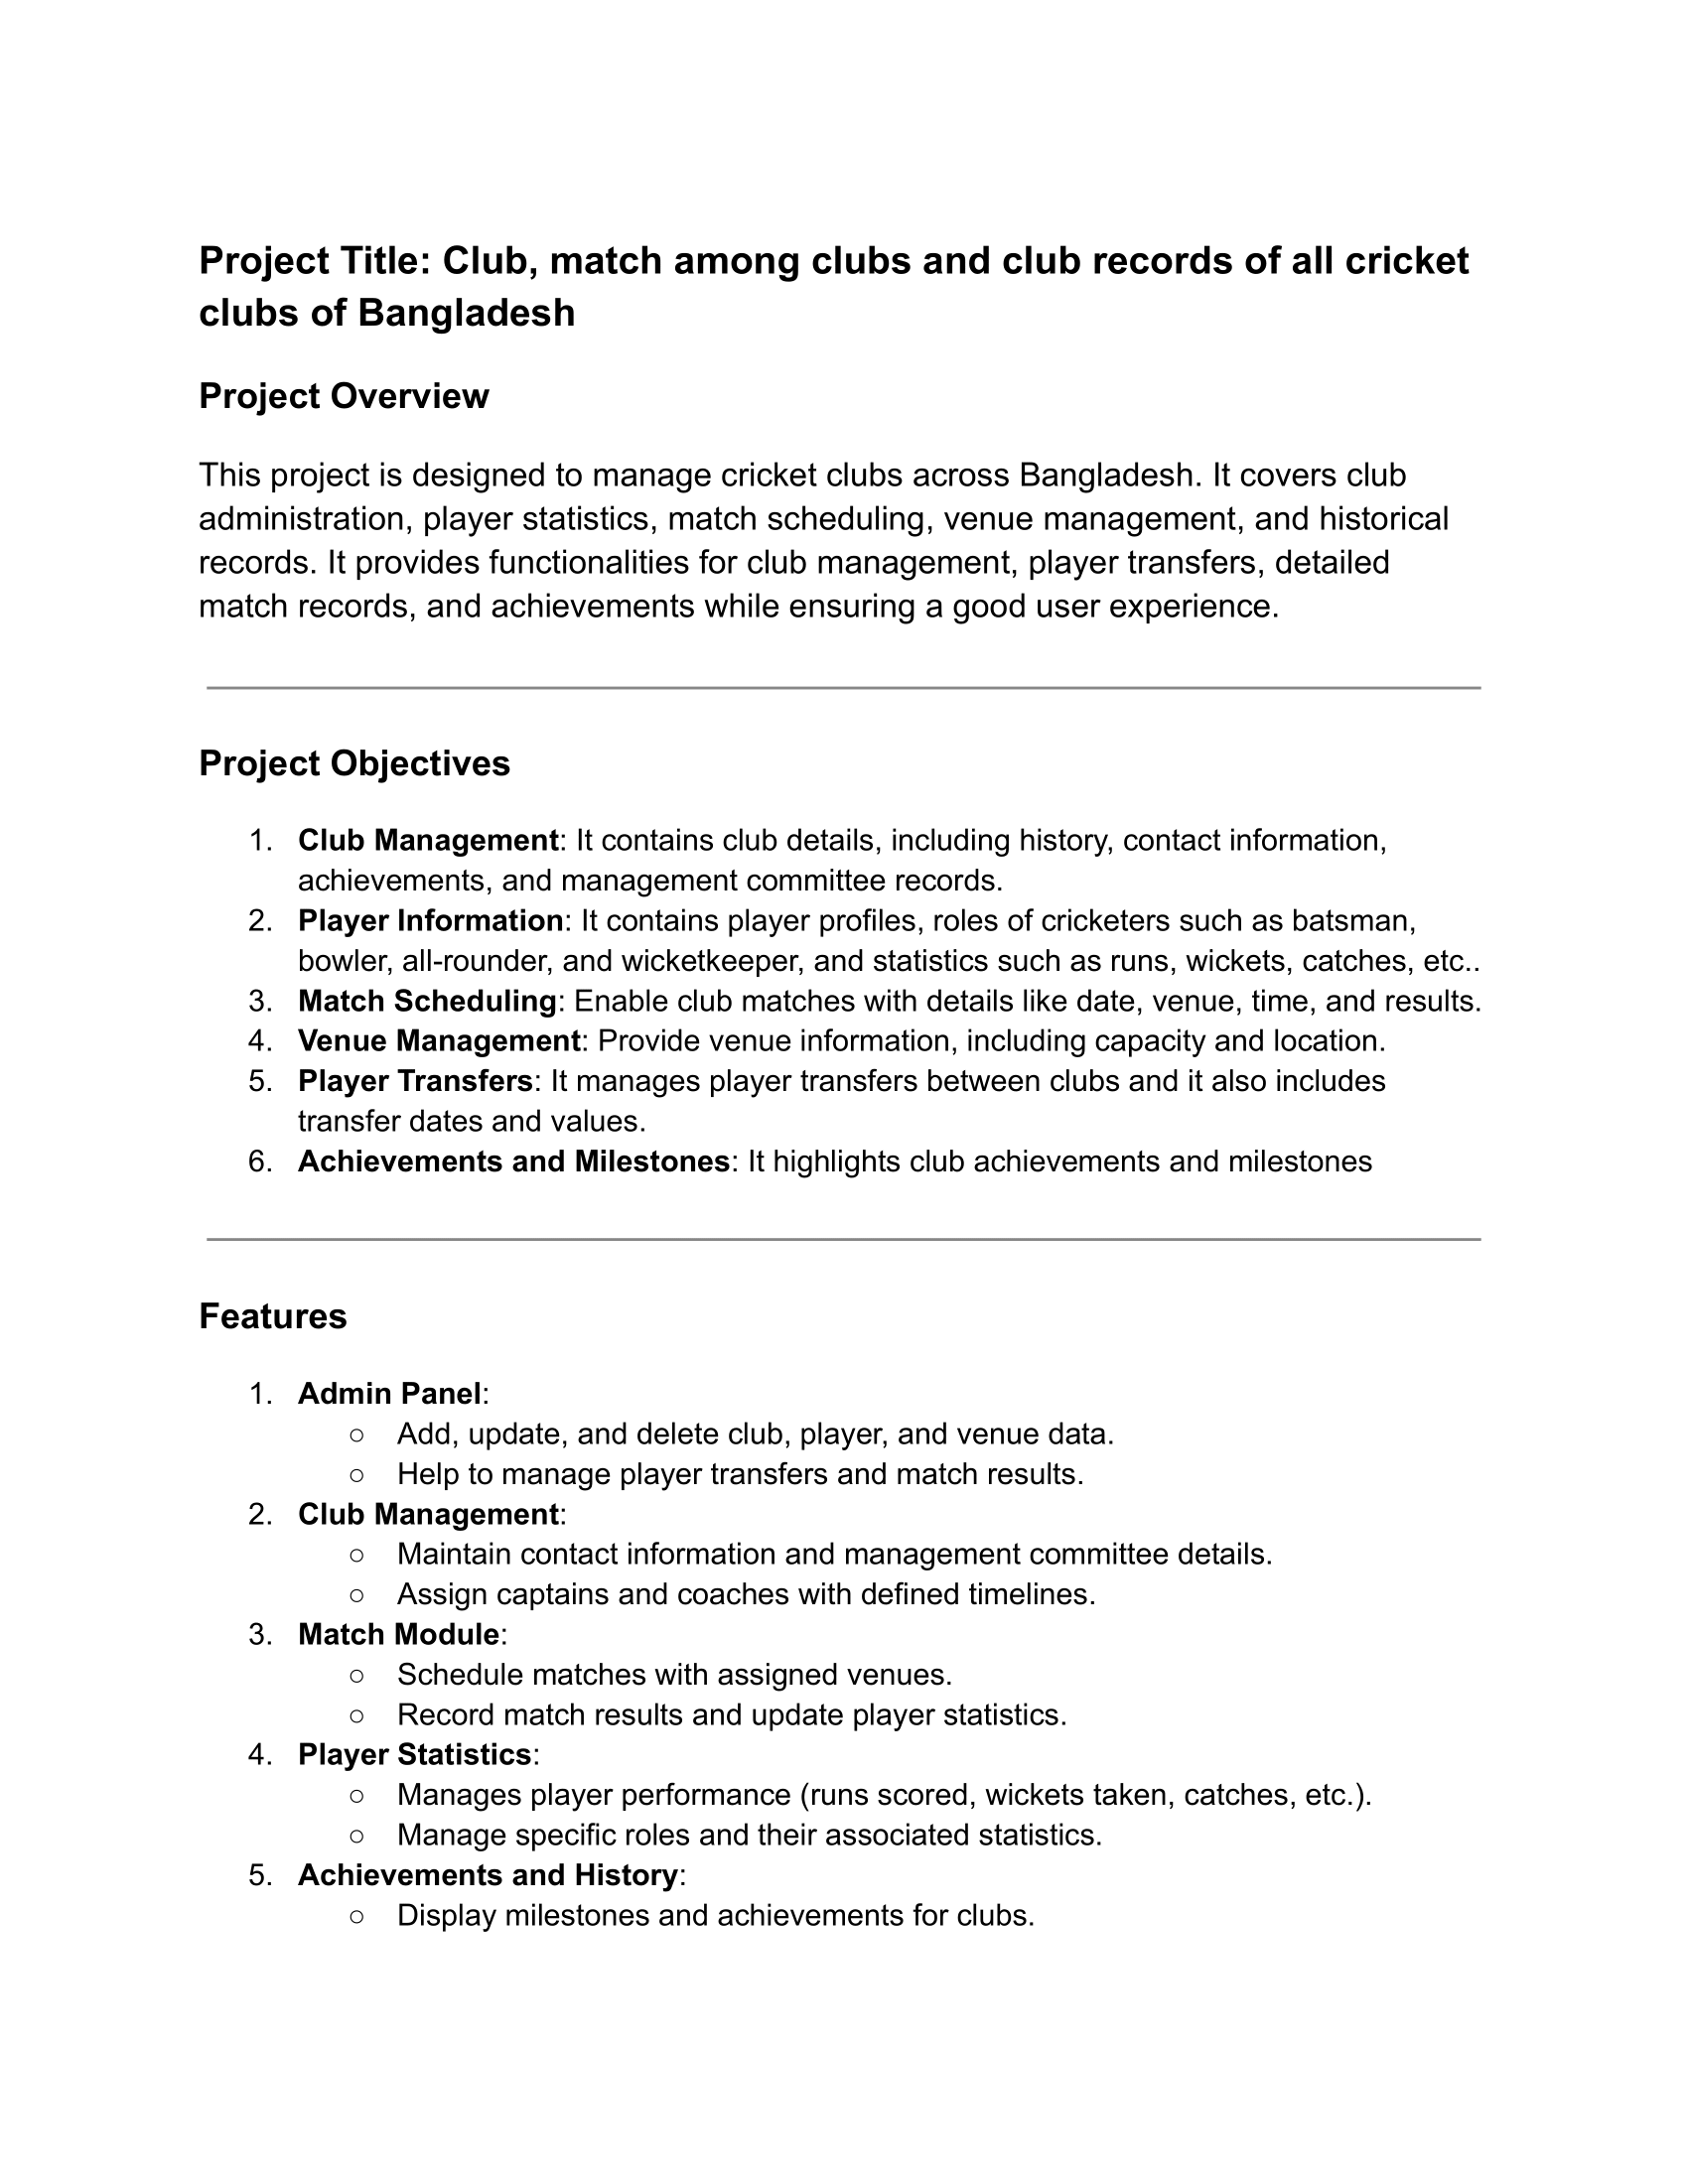 Project Title: Club, match among clubs and club records of all cricket
clubs of Bangladesh
Project Overview
This project is designed to manage cricket clubs across Bangladesh. It covers club
administration, player statistics, match scheduling, venue management, and historical
records. It provides functionalities for club management, player transfers, detailed
match records, and achievements while ensuring a good user experience.
Project Objectives
1. Club Management: It contains club details, including history, contact information,
achievements, and management committee records.
2. Player Information: It contains player profiles, roles of cricketers such as batsman,
bowler, all-rounder, and wicketkeeper, and statistics such as runs, wickets, catches, etc..
3. Match Scheduling: Enable club matches with details like date, venue, time, and results.
4. Venue Management: Provide venue information, including capacity and location.
5. Player Transfers: It manages player transfers between clubs and it also includes
transfer dates and values.
6. Achievements and Milestones: It highlights club achievements and milestones
Features
1. Admin Panel:
○ Add, update, and delete club, player, and venue data.
○ Help to manage player transfers and match results.
2. Club Management:
○ Maintain contact information and management committee details.
○ Assign captains and coaches with defined timelines.
3. Match Module:
○ Schedule matches with assigned venues.
○ Record match results and update player statistics.
4. Player Statistics:
○ Manages player performance (runs scored, wickets taken, catches, etc.).
○ Manage specific roles and their associated statistics.
5. Achievements and History:
○ Display milestones and achievements for clubs.